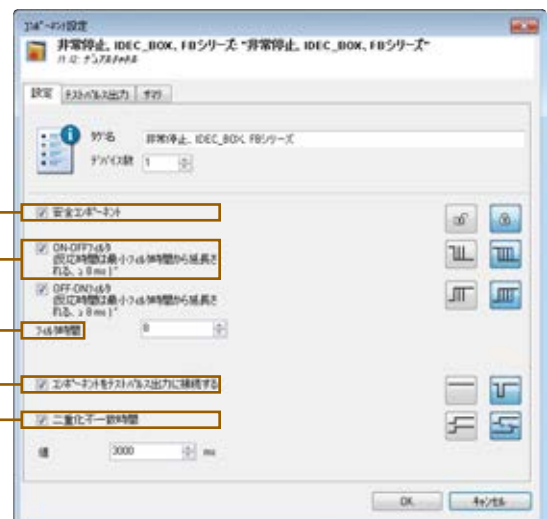 ｺﾝﾎﾟｰﾈﾝﾄ設定
非常停止, IDEC_BOX, FBシリーズ: "非常停止, IDEC_BOX, FBシリーズ"
設定 ﾃｽﾄﾊﾟﾙｽ出力 ｻﾏﾘ
ﾀｸﾞ名 非常停止, IDEC_BOX, FBシリーズ
ﾃﾞﾊﾞｲｽ数 1
安全ｺﾝﾎﾟｰﾈﾝﾄ
ON-OFFﾌｨﾙﾀ
(反応時間は最小ﾌｨﾙﾀ時間から延長さ
れる、≥ 8 ms )"
OFF-ONﾌｨﾙﾀ
(反応時間は最小ﾌｨﾙﾀ時間から延長さ
れる、≥ 8 ms )"
ﾌｨﾙﾀ時間 8
ｺﾝﾎﾟｰﾈﾝﾄをﾃｽﾄﾊﾟﾙｽ出力に接続する
二重化不一致時間
値 3000 ms
OK ｷｬﾝｾﾙ